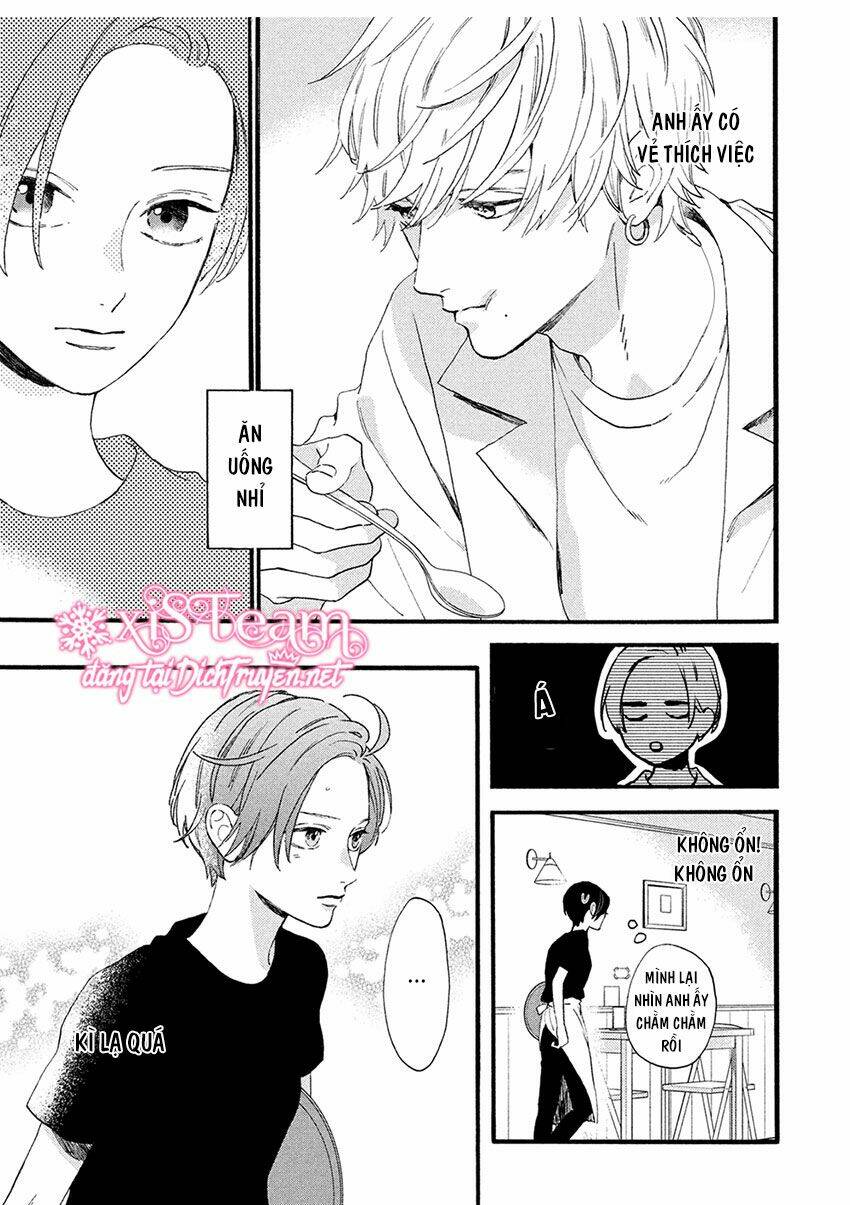 ANH ẤY CÓ
VẺ THÍCH VIỆC
ĂN
UỐNG
NHỈ
xiSTeam
đăng tại DichTruyen.net
Á
KHÔNG ỔN!
KHÔNG ỔN
MÌNH LẠI
NHÌN ANH ẤY
CHẰM CHẰM
RỒI
...
KÌ LẠ QUÁ